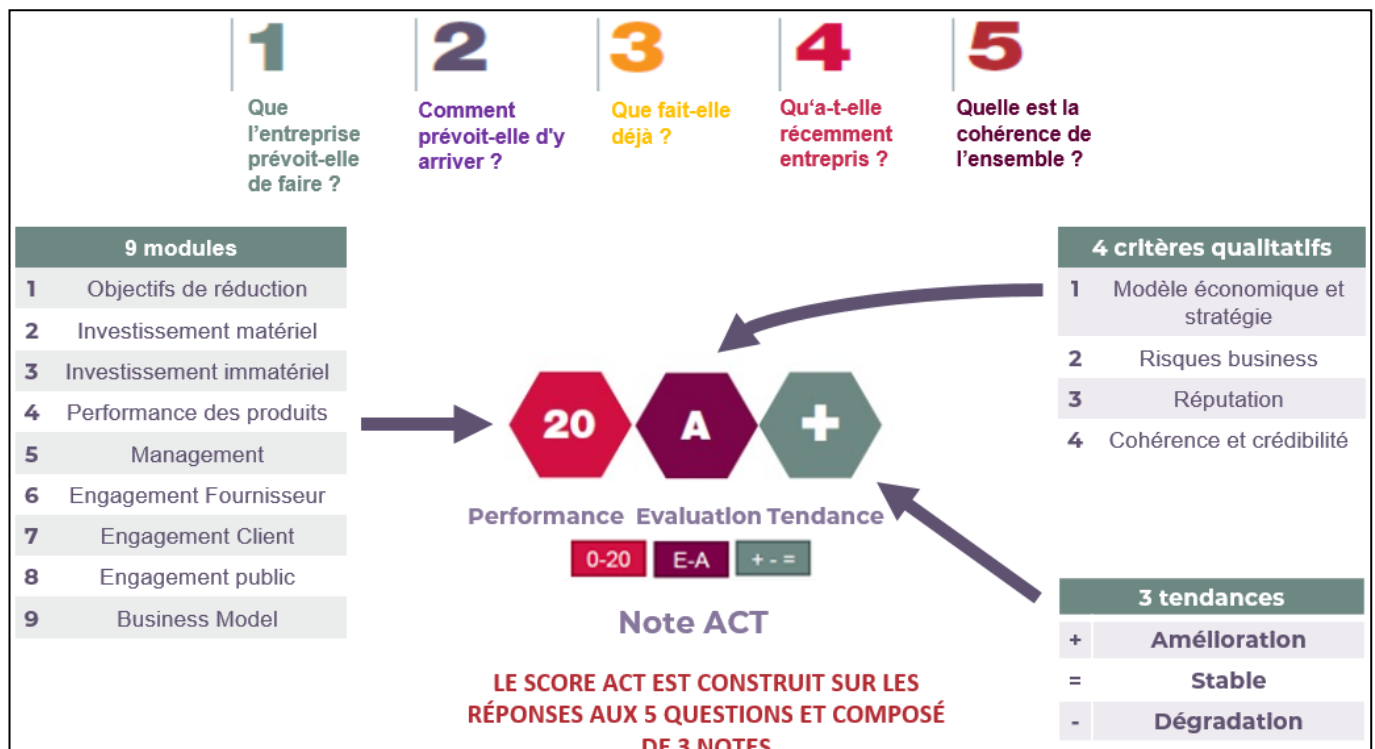 1
Que
l'entreprise
prévoit-elle
de faire ?
2
Comment
prévoit-elle d'y
arriver ?
3
Que fait-elle
déjà ?
4
Qu'a-t-elle
récemment
entrepris ?
5
Quelle est la
cohérence de
l'ensemble ?
9 modules
1 Objectifs de réduction
2 Investissement matériel
3 Investissement immatériel
4 Performance des produits
5 Management
6 Engagement Fournisseur
7 Engagement Client
8 Engagement public
9 Business Model
20 A +
Performance Evaluation Tendance
0-20 E-A + - =
Note ACT
LE SCORE ACT EST CONSTRUIT SUR LES
RÉPONSES AUX 5 QUESTIONS ET COMPOSÉ
DE 3 NOTES
4 critères qualitatifs
1 Modèle économique et
stratégie
2 Risques business
3 Réputation
4 Cohérence et crédibilité
3 tendances
+ Amélioration
= Stable
- Dégradation